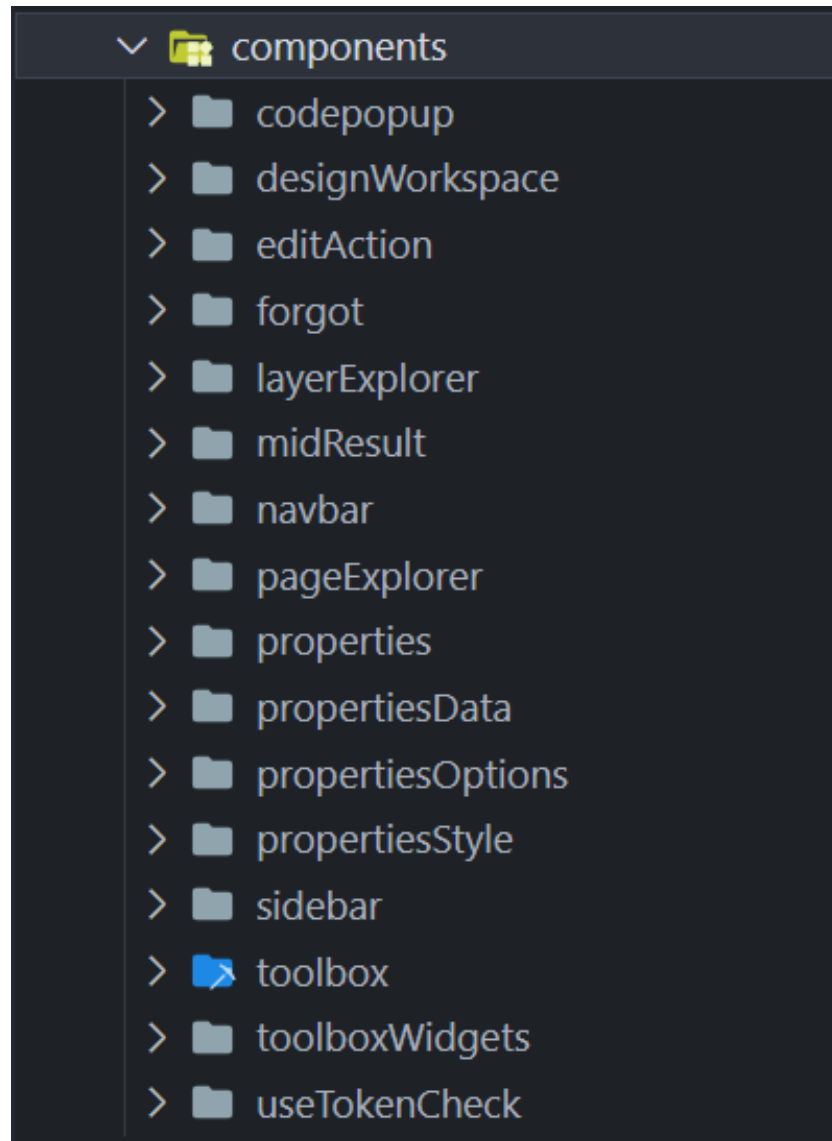 components
codepopup
designWorkspace
editAction
forgot
layerExplorer
midResult
navbar
pageExplorer
properties
propertiesData
propertiesOptions
propertiesStyle
sidebar
toolbox
toolboxWidgets
useTokenCheck